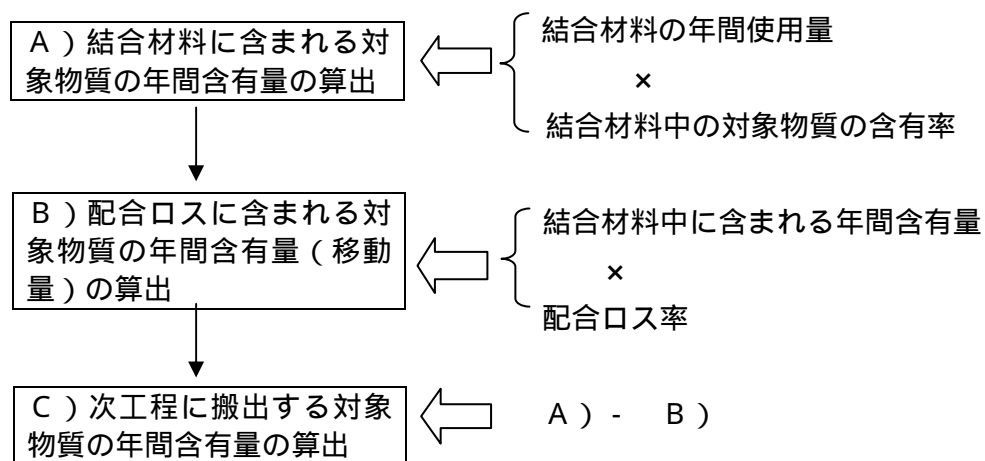 A）結合材料に含まれる対
象物質の年間含有量の算出
結合材料の年間使用量
×
結合材料中の対象物質の含有率
B）配合ロスに含まれる対
象物質の年間含有量（移動
量）の算出
結合材料中に含まれる年間含有量
×
配合ロス率
C）次工程に搬出する対象
物質の年間含有量の算出
A）- B）